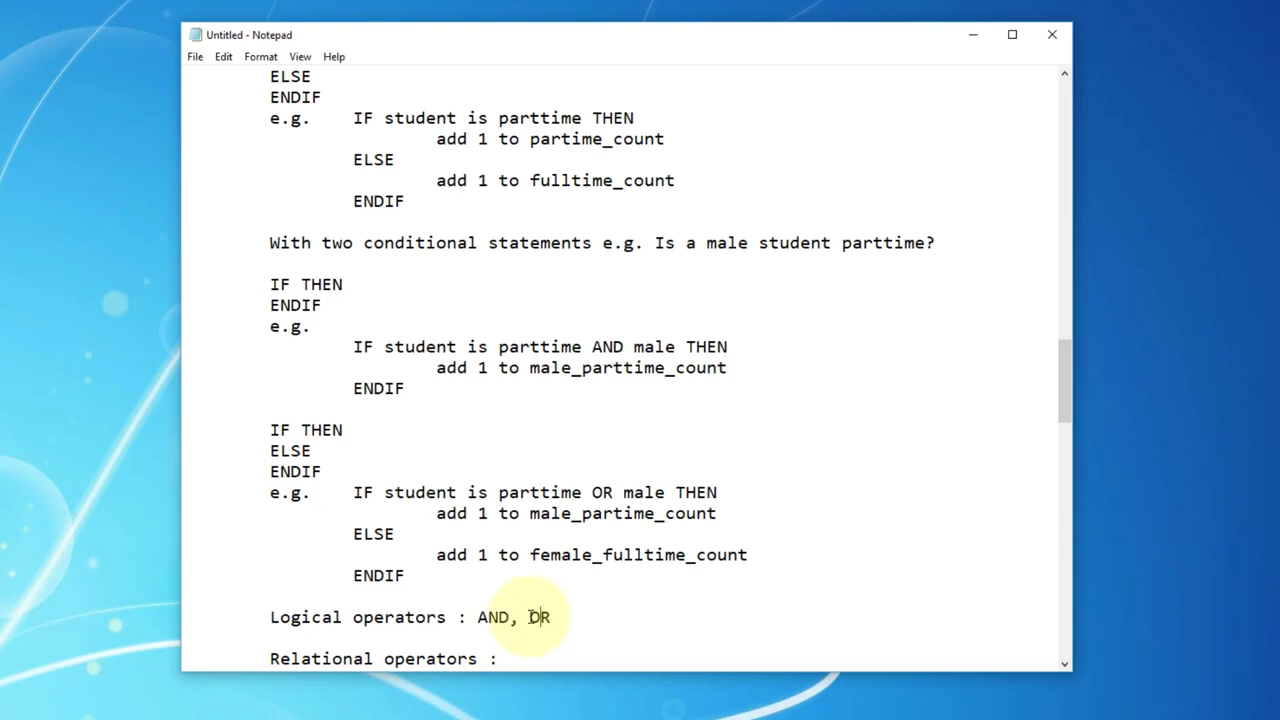 Untitled - Notepad
File Edit Format View Help
ELSE
ENDIF
e.g. IF student is parttime THEN
add 1 to partime_count
ELSE
add 1 to fulltime_count
ENDIF
With two conditional statements e.g. Is a male student parttime?
IF THEN
ENDIF
e.g.
IF student is parttime AND male THEN
add 1 to male_parttime_count
ENDIF
IF THEN
ELSE
ENDIF
e.g. IF student is parttime OR male THEN
add 1 to male_partime_count
ELSE
add 1 to female_fulltime_count
ENDIF
Logical operators : AND, OR
Relational operators :